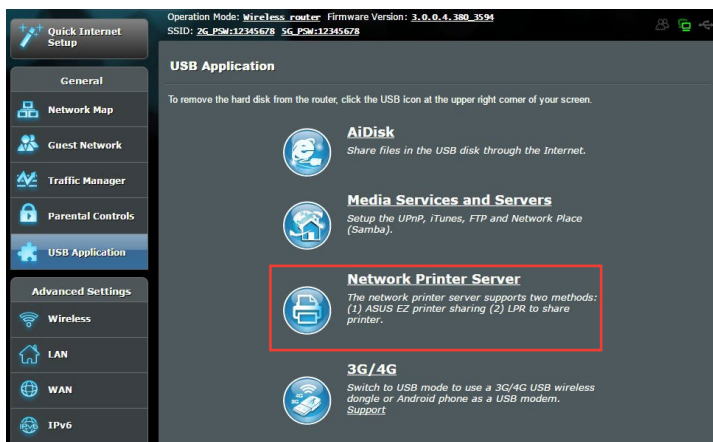 Quick Internet
Setup
Operation Mode: Wireless router Firmware Version: 3.0.0.4.380_3594
SSID: 2G_PSW:12345678 5G_PSW:12345678
General
Network Map
Guest Network
Traffic Manager
Parental Controls
USB Application
Advanced Settings
Wireless
LAN
WAN
IPv6
USB Application
To remove the hard disk from the router, click the USB icon at the upper right corner of your screen.
AiDisk
Share files in the USB disk through the Internet.
Media Services and Servers
Setup the UPnP, iTunes, FTP and Network Place
(Samba).
Network Printer Server
The network printer server supports two methods:
(1) ASUS EZ printer sharing (2) LPR to share
printer.
3G/4G
Switch to USB mode to use a 3G/4G USB wireless
dongle or Android phone as a USB modem.
Support